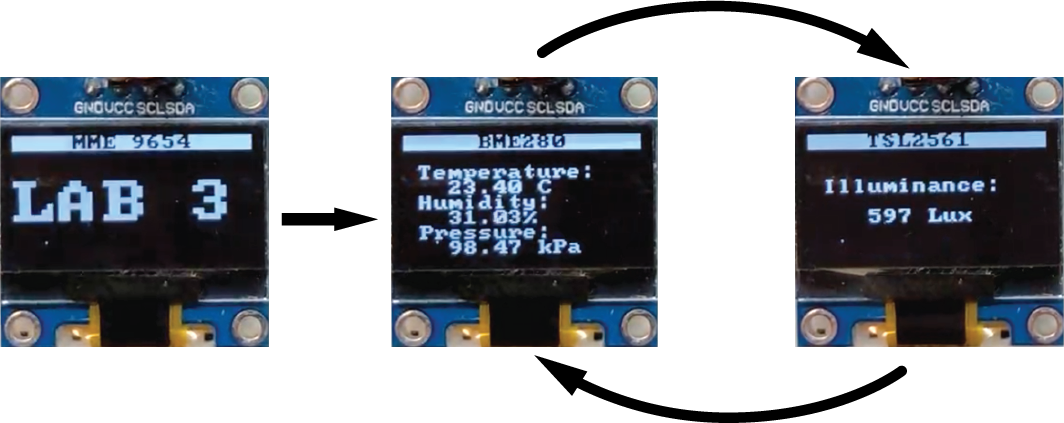 GND VCC SCL SDA
MME 9654
LAB 3
GND VCC SCL SDA
BME280
Temperature:
23.40 C
Humidity:
31.03%
Pressure:
98.47 kPa
GND VCC SCL SDA
TSL2561
Illuminance:
597 Lux